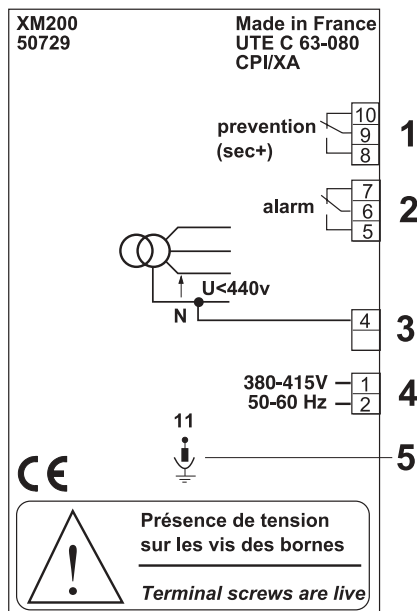 XM200
50729
Made in France
UTE C 63-080
CPI/XA
prevention
(sec+)
10
9
8
1
alarm
7
6
5
2
U<440v
N
4
3
380-415V
50-60 Hz
1
2
4
11
5
CE
Présence de tension
sur les vis des bornes
!
Terminal screws are live